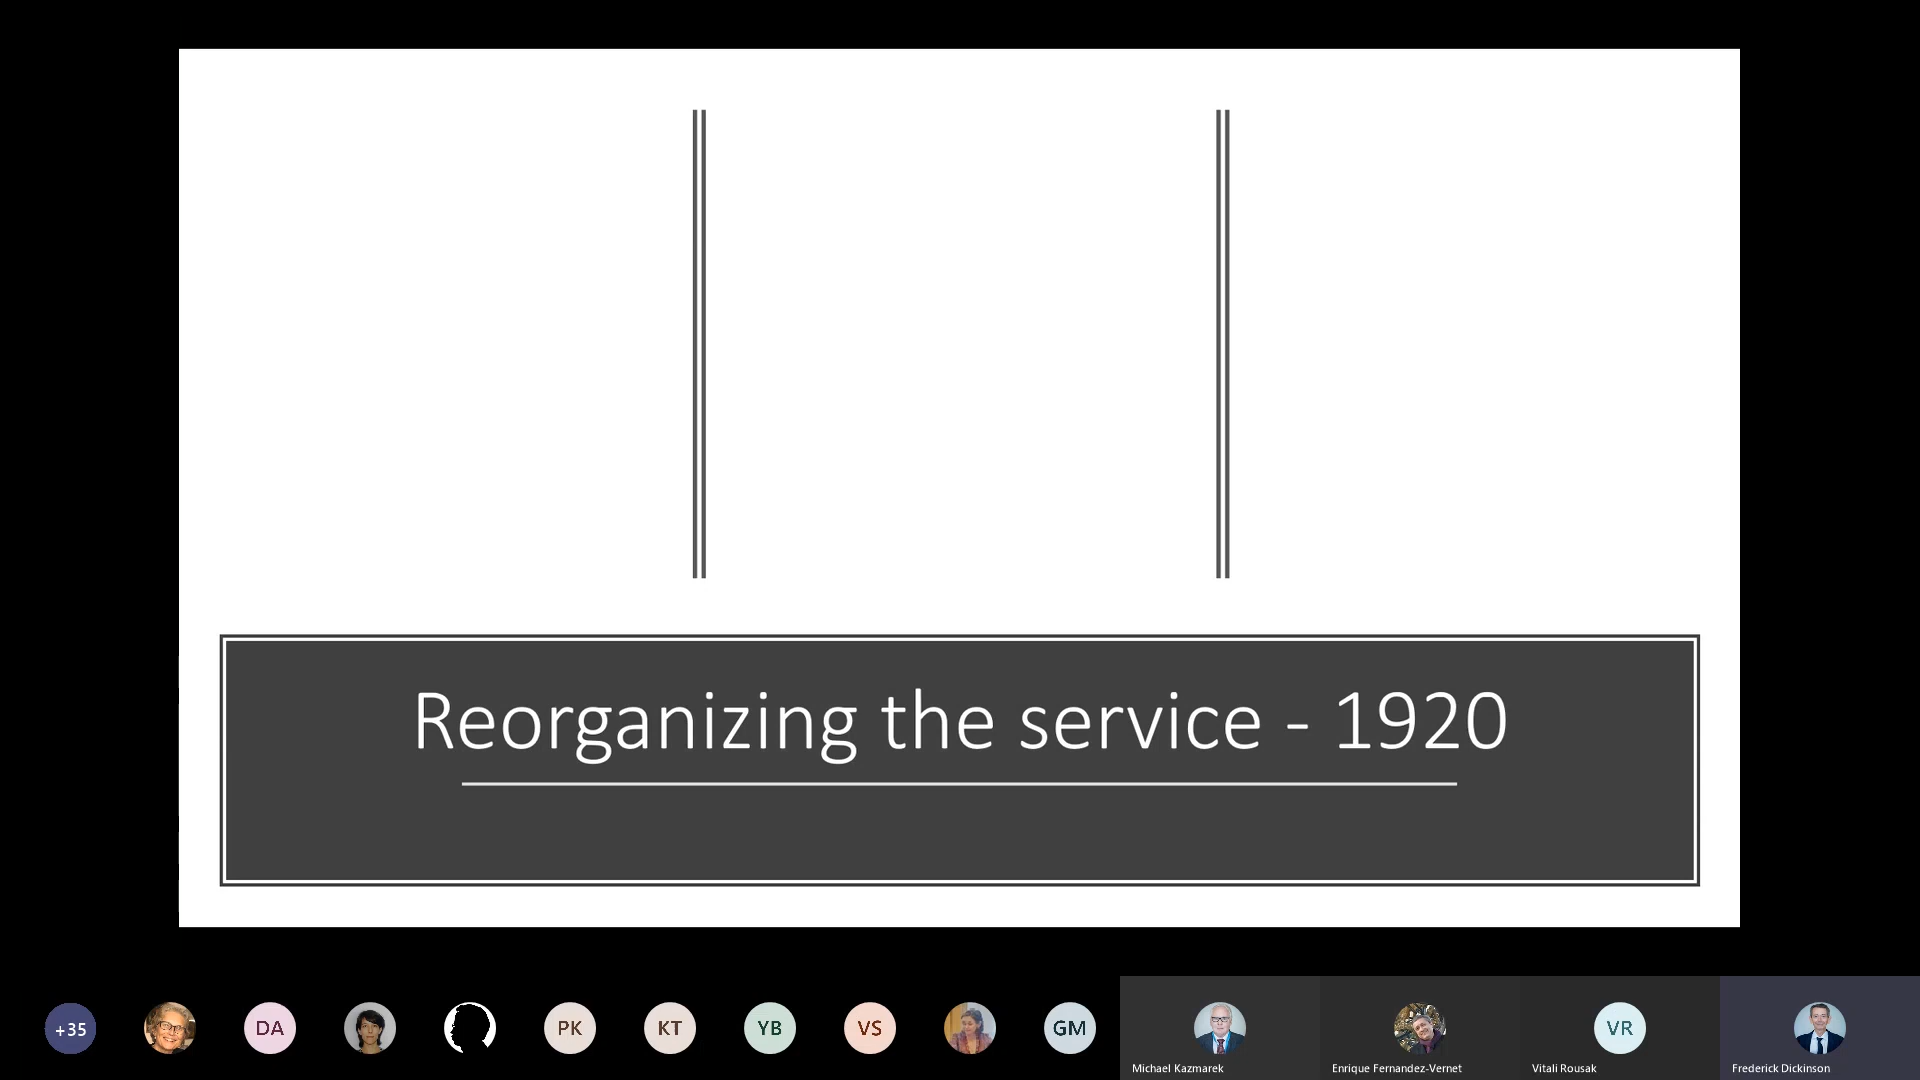 Reorganizing the service - 1920
+35
DA
PK
KT
YB
VS
GM
VR
Michael Kazmarek
Enrique Fernandez-Vernet
Vitali Rousak
Frederick Dickinson